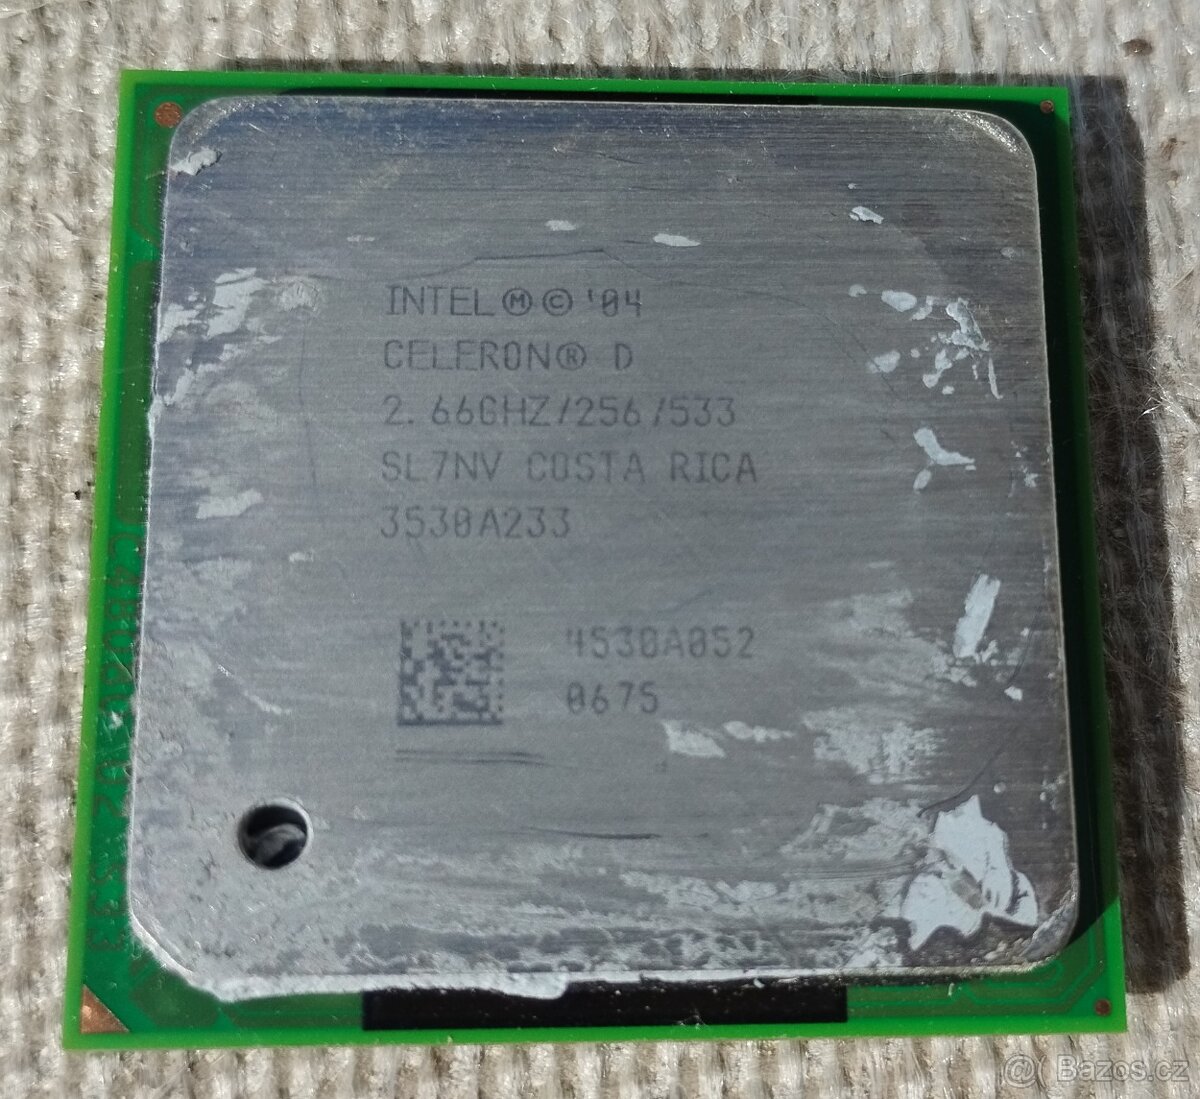 INTEL Ⓜ © '04
CELERON® D
2.66GHZ/256/533
SL7NV COSTA RICA
3530A233
4530A052
0675
@ Bazos.cz